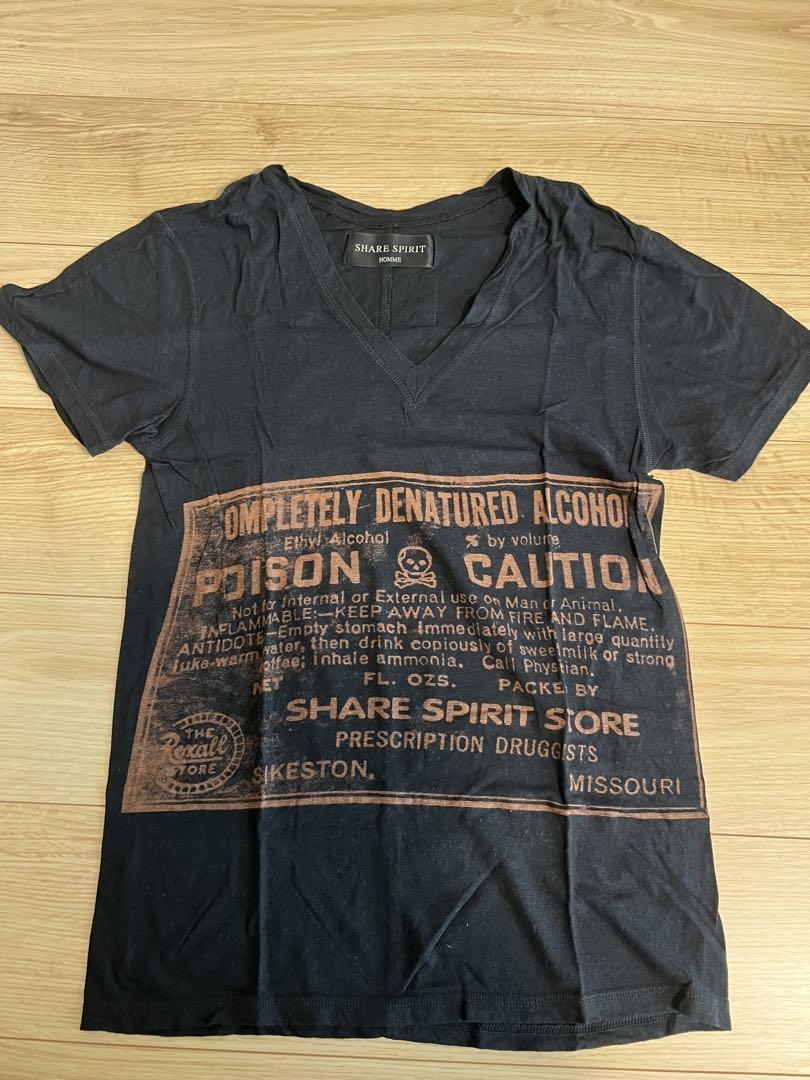 SHARE SPIRIT
HOMME
OMPLETELY DENATURED ALCOHO
Ethyl Alcohol % by volume
POISON CAUTION
Not for Internal or External use on Man or Animal.
INFLAMMABLE:—KEEP AWAY FROM FIRE AND FLAME.
ANTIDOTE—Empty stomach Immediately with large quantity
water, then drink copiously of sweet milk or strong
luke-warm coffee; inhale ammonia. Call Physician.
NET FL. OZS. PACKED BY
SHARE SPIRIT STORE
PRESCRIPTION DRUGGISTS
THE
Rexall
STORE
SIKESTON, MISSOURI